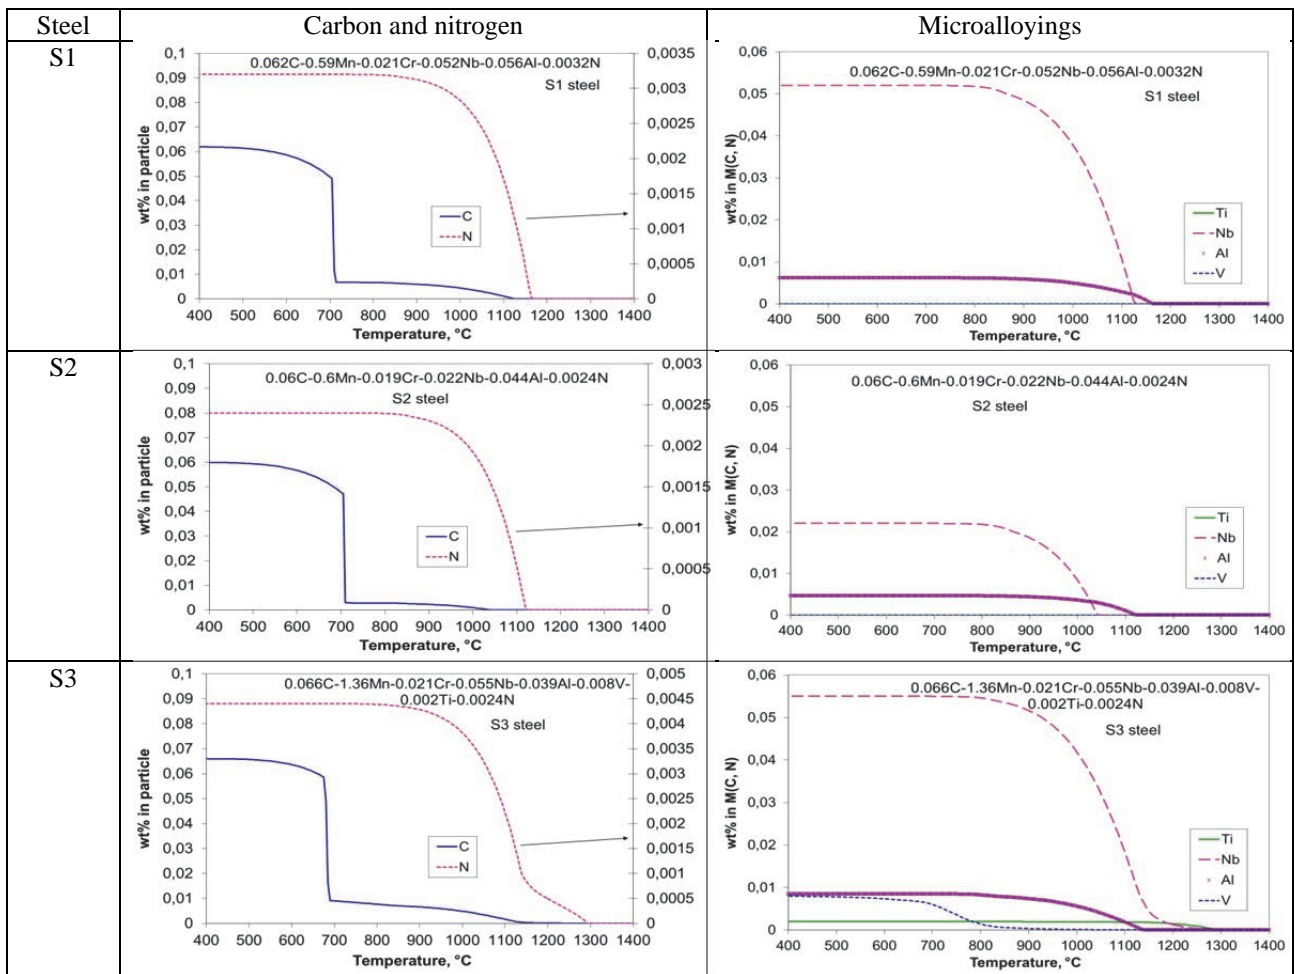 Steel Carbon and nitrogen Microalloyings
S1
0.062C-0.59Mn-0.021Cr-0.052Nb-0.056Al-0.0032N
S1 steel
wt% in particle
0,1
0,09
0,08
0,07
0,06
0,05
0,04
0,03
0,02
0,01
0
0,0035
0,003
0,0025
0,002
0,0015
0,001
0,0005
0
C
N
400 500 600 700 800 900 1000 1100 1200 1300 1400
Temperature, °C
0.062C-0.59Mn-0.021Cr-0.052Nb-0.056Al-0.0032N
S1 steel
wt% in M(C, N)
0,06
0,05
0,04
0,03
0,02
0,01
0
Ti
Nb
Al
V
400 500 600 700 800 900 1000 1100 1200 1300 1400
Temperature, °C
S2
0.06C-0.6Mn-0.019Cr-0.022Nb-0.044Al-0.0024N
S2 steel
wt% in particle
0,1
0,09
0,08
0,07
0,06
0,05
0,04
0,03
0,02
0,01
0
0,003
0,0025
0,002
0,0015
0,001
0,0005
0
C
N
400 500 600 700 800 900 1000 1100 1200 1300 1400
Temperature, °C
0.06C-0.6Mn-0.019Cr-0.022Nb-0.044Al-0.0024N
S2 steel
wt% in M(C, N)
0,06
0,05
0,04
0,03
0,02
0,01
0
Ti
Nb
Al
V
400 500 600 700 800 900 1000 1100 1200 1300 1400
Temperature, °C
S3
0.066C-1.36Mn-0.021Cr-0.055Nb-0.039Al-0.008V-
0.002Ti-0.0024N
S3 steel
wt% in particle
0,1
0,09
0,08
0,07
0,06
0,05
0,04
0,03
0,02
0,01
0
0,005
0,0045
0,004
0,0035
0,003
0,0025
0,002
0,0015
0,001
0,0005
0
C
N
400 500 600 700 800 900 1000 1100 1200 1300 1400
Temperature, °C
0.066C-1.36Mn-0.021Cr-0.055Nb-0.039Al-0.008V-
0.002Ti-0.0024N
S3 steel
wt% in M(C, N)
0,06
0,05
0,04
0,03
0,02
0,01
0
Ti
Nb
Al
V
400 500 600 700 800 900 1000 1100 1200 1300 1400
Temperature, °C